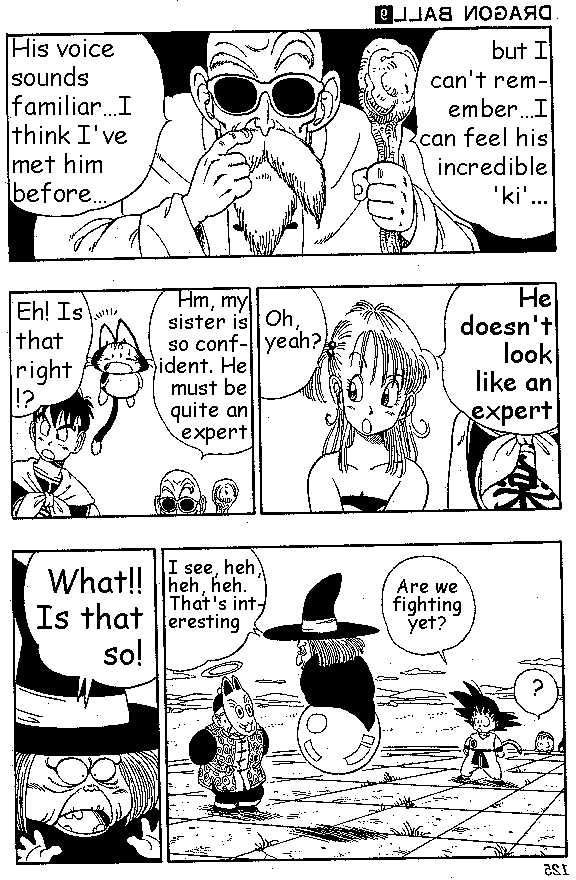 DRAGON BALL 9
His voice
sounds
familiar...I
think I've
met him
before...
but I
can't rem-
ember...I
can feel his
incredible
'ki'...
Eh! Is
that
right
!?
Hm, my
sister is
so conf-
ident. He
must be
quite an
expert
Oh,
yeah?
He
doesn't
look
like an
expert
What!!
Is that
so!
I see, heh,
heh, heh.
That's int-
eresting
Are we
fighting
yet?
?
125